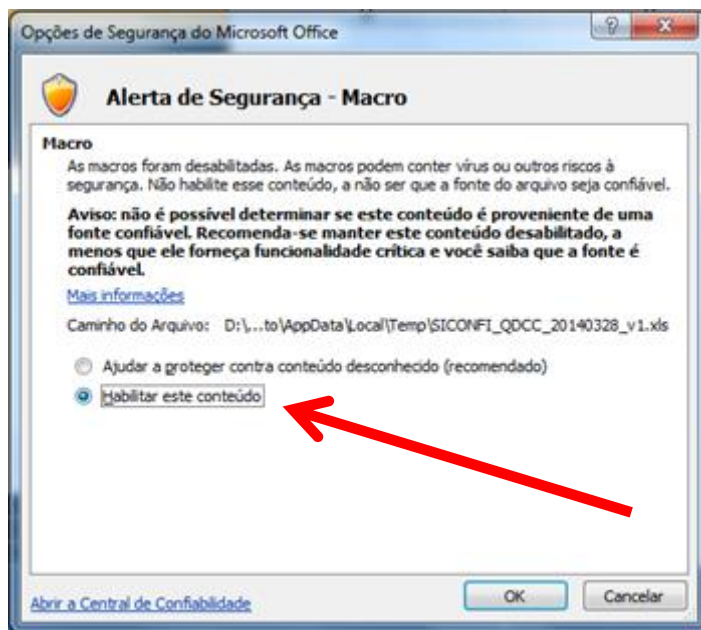 Opções de Segurança do Microsoft Office
Alerta de Segurança - Macro
Macro
As macros foram desabilitadas. As macros podem conter vírus ou outros riscos à
segurança. Não habilite esse conteúdo, a não ser que a fonte do arquivo seja confiável.
Aviso: não é possível determinar se este conteúdo é proveniente de uma
fonte confiável. Recomenda-se manter este conteúdo desabilitado, a
menos que ele forneça funcionalidade crítica e você saiba que a fonte é
confiável.
Mais informações
Caminho do Arquivo: D:\...to\AppData\Local\Temp\SICONFI_QDCC_20140328_v1.xls
Ajudar a proteger contra conteúdo desconhecido (recomendado)
Habilitar este conteúdo
Abrir a Central de Confiabilidade
OK
Cancelar